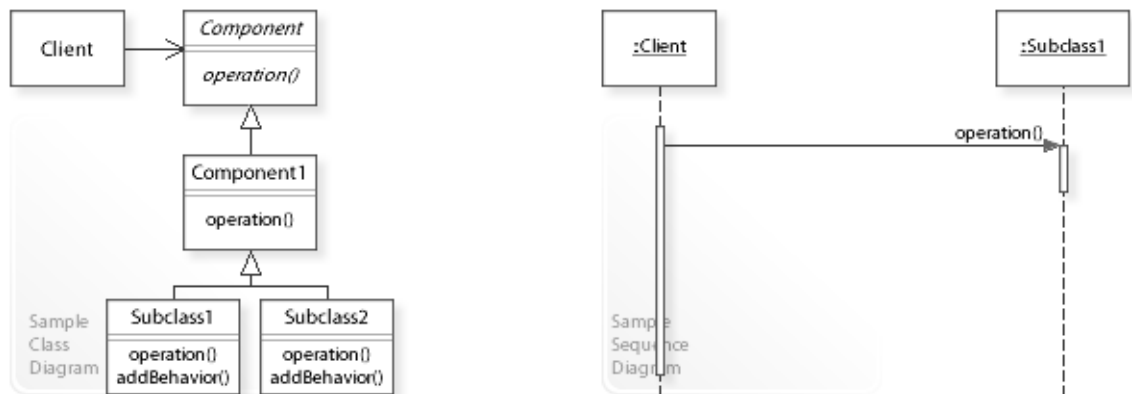 Client
Component
operation()
Component1
operation()
Subclass1
operation()
addBehavior()
Subclass2
operation()
addBehavior()
Sample
Class
Diagram
:Client
:Subclass1
operation()
Sample
Sequence
Diagram